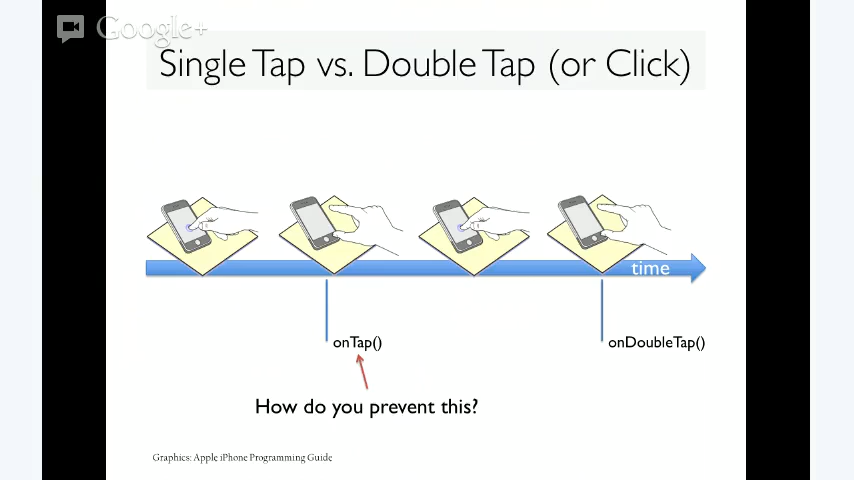 Google+
Single Tap vs. Double Tap (or Click)
time
onTap()
onDoubleTap()
How do you prevent this?
Graphics: Apple iPhone Programming Guide